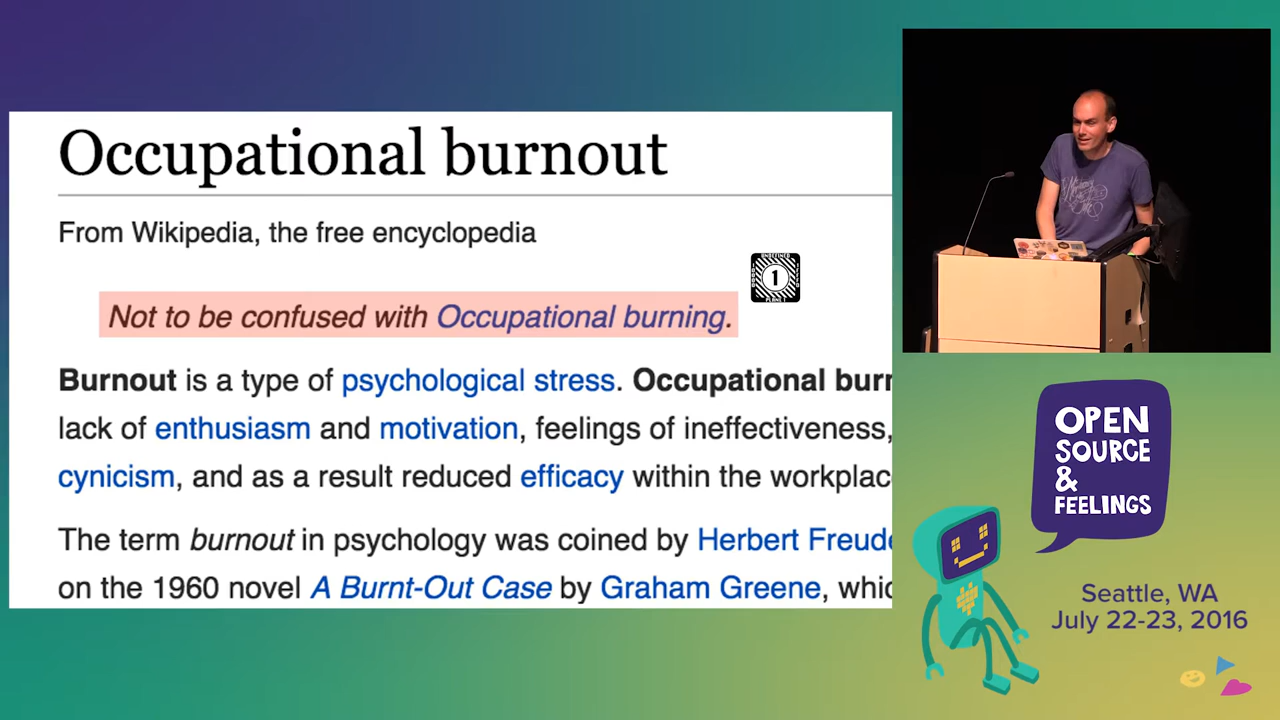 Occupational burnout
From Wikipedia, the free encyclopedia
1
Not to be confused with Occupational burning.
Burnout is a type of psychological stress. Occupational burn
lack of enthusiasm and motivation, feelings of ineffectiveness,
cynicism, and as a result reduced efficacy within the workplac
The term burnout in psychology was coined by Herbert Freude
on the 1960 novel A Burnt-Out Case by Graham Greene, whic
OPEN
SOURCE
&
FEELINGS
Seattle, WA
July 22-23, 2016